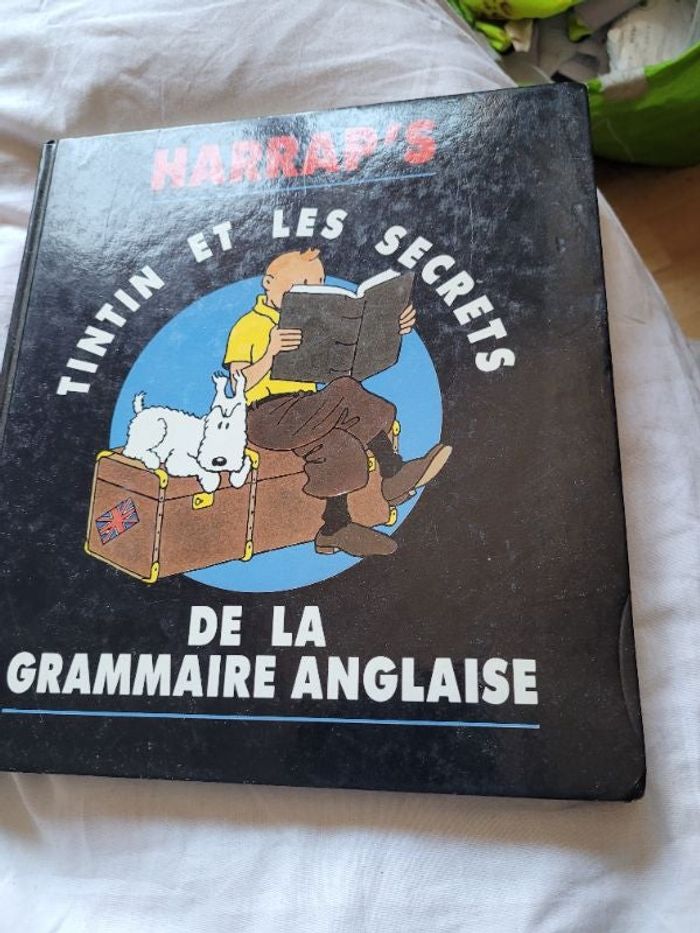 HARRAP'S
TINTIN ET LES SECRETS
DE LA
GRAMMAIRE ANGLAISE